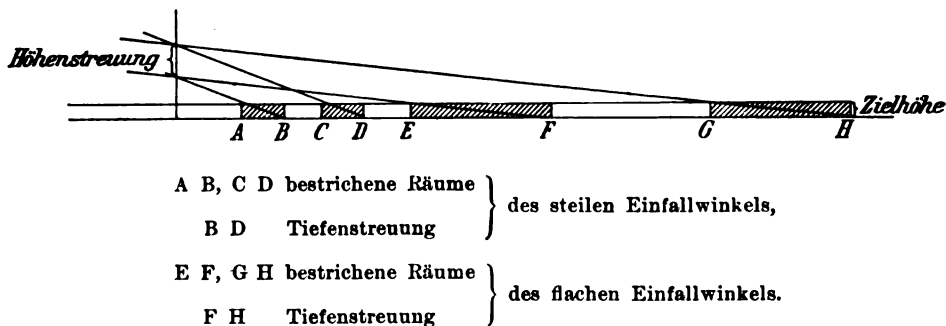 Höhenstreuung
Zielhöhe
A B C D E F G H
A B, C D bestrichene Räume
des steilen Einfallwinkels,
B D Tiefenstreuung
E F, G H bestrichene Räume
des flachen Einfallwinkels.
F H Tiefenstreuung